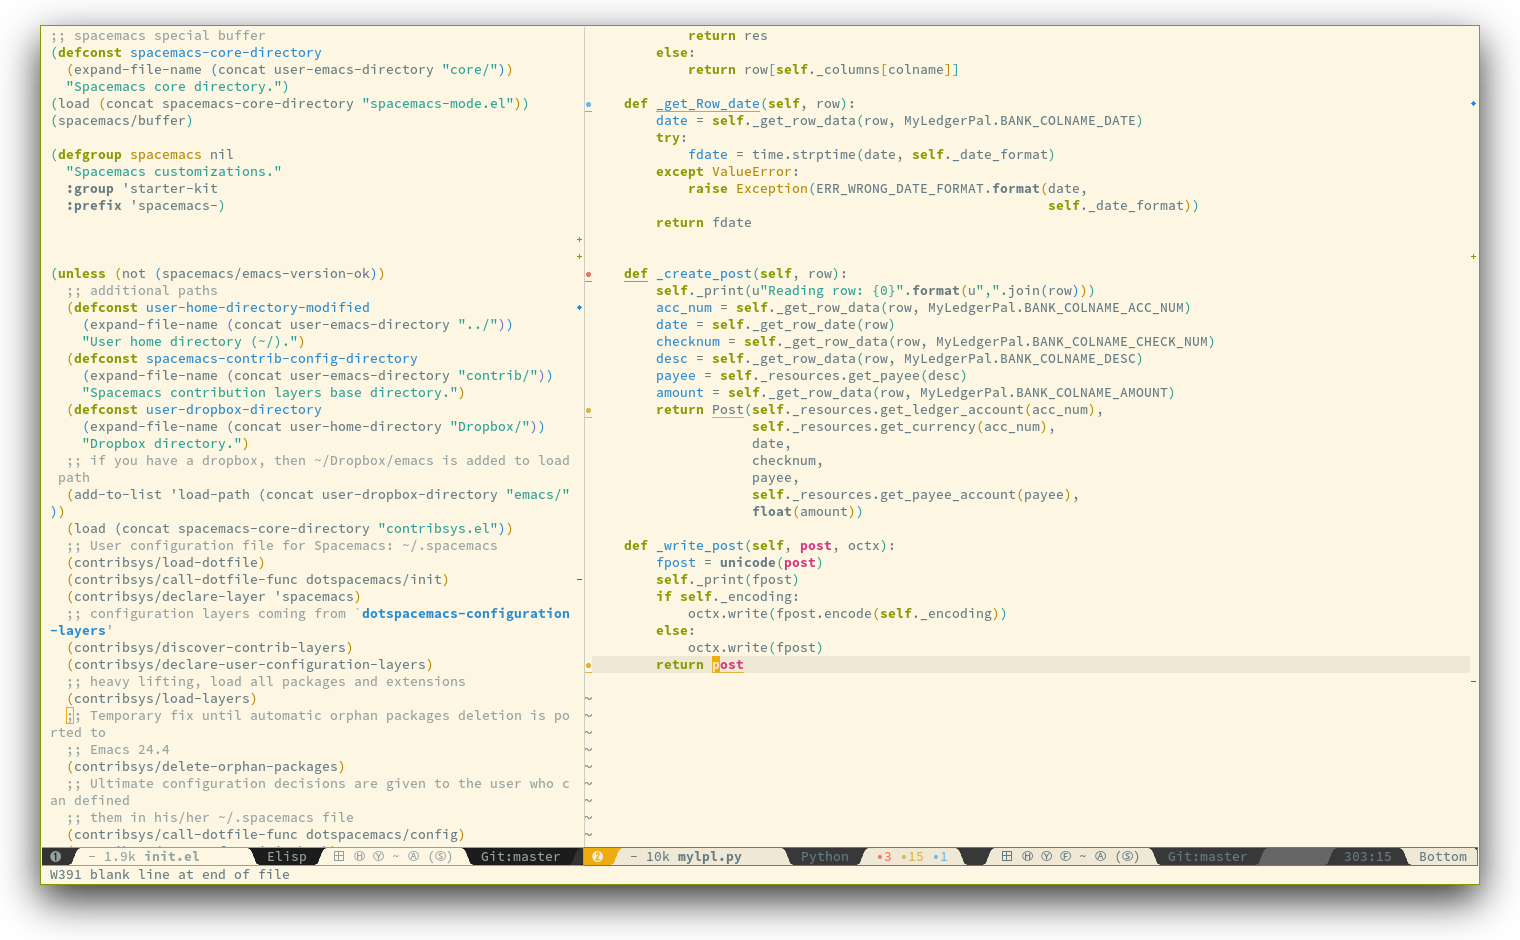 ;; spacemacs special buffer
(defconst spacemacs-core-directory
  (expand-file-name (concat user-emacs-directory "core/"))
  "Spacemacs core directory.")
(load (concat spacemacs-core-directory "spacemacs-mode.el"))
(spacemacs/buffer)

(defgroup spacemacs nil
  "Spacemacs customizations."
  :group 'starter-kit
  :prefix 'spacemacs-)

(unless (not (spacemacs/emacs-version-ok))
  ;; additional paths
  (defconst user-home-directory-modified
    (expand-file-name (concat user-emacs-directory "../"))
    "User home directory (~/).")
  (defconst spacemacs-contrib-config-directory
    (expand-file-name (concat user-emacs-directory "contrib/"))
    "Spacemacs contribution layers base directory.")
  (defconst user-dropbox-directory
    (expand-file-name (concat user-home-directory "Dropbox/"))
    "Dropbox directory.")
  ;; if you have a dropbox, then ~/Dropbox/emacs is added to load
 path
  (add-to-list 'load-path (concat user-dropbox-directory "emacs/"
))
  (load (concat spacemacs-core-directory "contribsys.el"))
  ;; User configuration file for Spacemacs: ~/.spacemacs
  (contribsys/load-dotfile)
  (contribsys/call-dotfile-func dotspacemacs/init)
  (contribsys/declare-layer 'spacemacs)
  ;; configuration layers coming from `dotspacemacs-configuration
-layers'
  (contribsys/discover-contrib-layers)
  (contribsys/declare-user-configuration-layers)
  ;; heavy lifting, load all packages and extensions
  (contribsys/load-layers)
  ;; Temporary fix until automatic orphan packages deletion is po
rted to
  ;; Emacs 24.4
  (contribsys/delete-orphan-packages)
  ;; Ultimate configuration decisions are given to the user who c
an defined
  ;; them in his/her ~/.spacemacs file
  (contribsys/call-dotfile-func dotspacemacs/config)
❶ - 1.9k init.el Elisp 田 Ⓗ Ⓨ ~ Ⓐ (Ⓢ) Git:master
            return res
        else:
            return row[self._columns[colname]]

    def _get_Row_date(self, row):
        date = self._get_row_data(row, MyLedgerPal.BANK_COLNAME_DATE)
        try:
            fdate = time.strptime(date, self._date_format)
        except ValueError:
            raise Exception(ERR_WRONG_DATE_FORMAT.format(date,
                                                         self._date_format))
        return fdate

    def _create_post(self, row):
        self._print(u"Reading row: {0}".format(u",".join(row)))
        acc_num = self._get_row_data(row, MyLedgerPal.BANK_COLNAME_ACC_NUM)
        date = self._get_row_date(row)
        checknum = self._get_row_data(row, MyLedgerPal.BANK_COLNAME_CHECK_NUM)
        desc = self._get_row_data(row, MyLedgerPal.BANK_COLNAME_DESC)
        payee = self._resources.get_payee(desc)
        amount = self._get_row_data(row, MyLedgerPal.BANK_COLNAME_AMOUNT)
        return Post(self._resources.get_ledger_account(acc_num),
                    self._resources.get_currency(acc_num),
                    date,
                    checknum,
                    payee,
                    self._resources.get_payee_account(payee),
                    float(amount))

    def _write_post(self, post, octx):
        fpost = unicode(post)
        self._print(fpost)
        if self._encoding:
            octx.write(fpost.encode(self._encoding))
        else:
            octx.write(fpost)
        return post
~
~
~
~
~
~
~
~
~
❷ - 10k mylpl.py Python •3 •15 •1 田 Ⓗ Ⓨ Ⓕ ~ Ⓐ (Ⓢ) Git:master 303:15 Bottom
W391 blank line at end of file